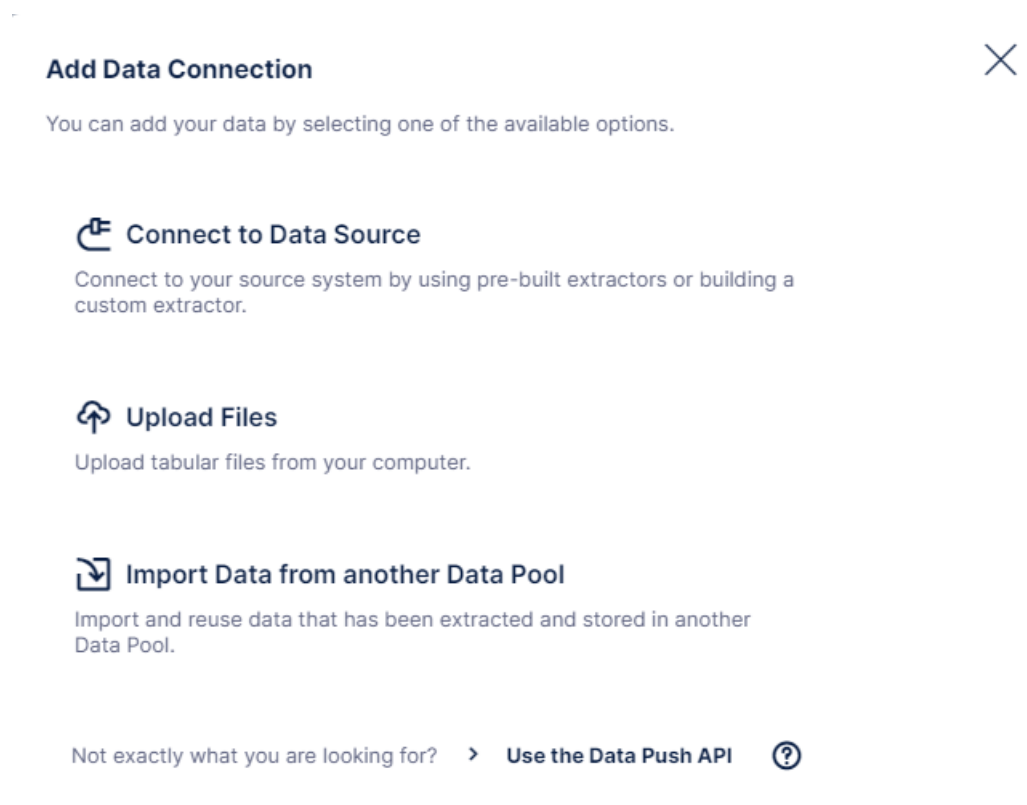 Add Data Connection
You can add your data by selecting one of the available options.
Connect to Data Source
Connect to your source system by using pre-built extractors or building a
custom extractor.
Upload Files
Upload tabular files from your computer.
Import Data from another Data Pool
Import and reuse data that has been extracted and stored in another
Data Pool.
Not exactly what you are looking for? > Use the Data Push API ?